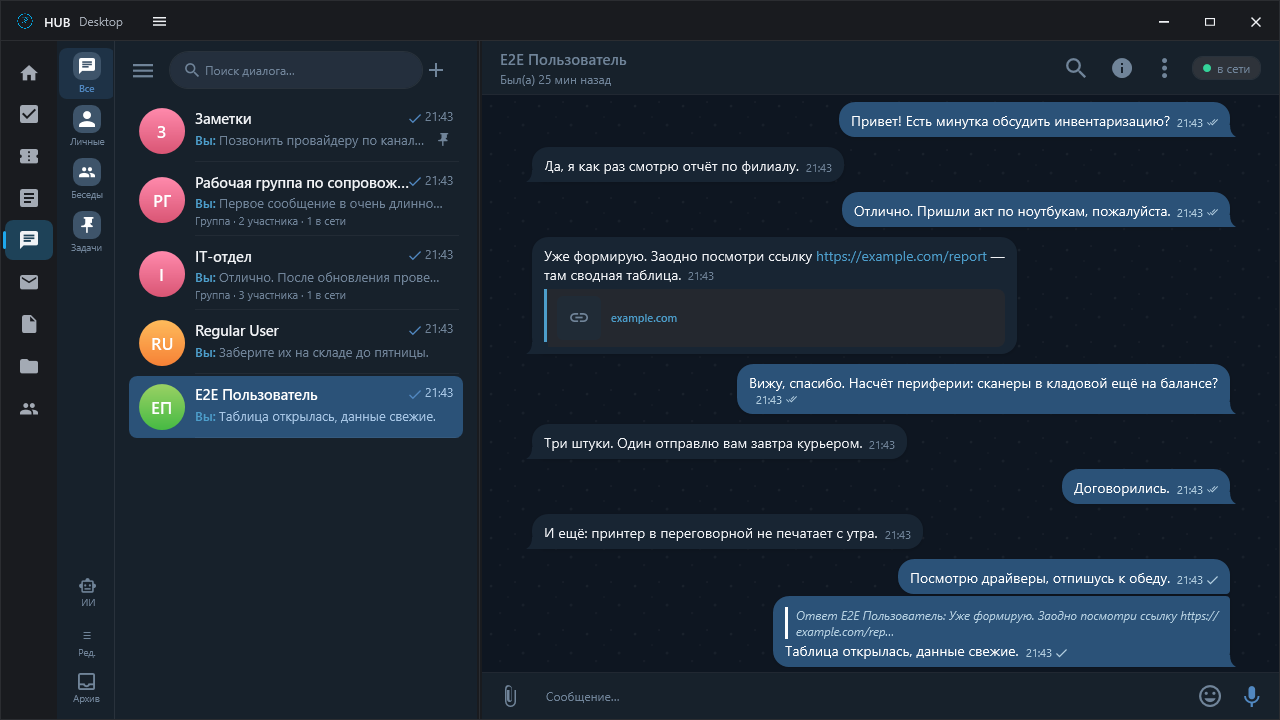 HUB Desktop
Все
Личные
Беседы
Задачи
ИИ
Ред.
Архив
Поиск диалога...
З
Заметки 21:43
Вы: Позвонить провайдеру по канал...
РГ
Рабочая группа по сопровож... 21:43
Вы: Первое сообщение в очень длинно...
Группа · 2 участника · 1 в сети
I
IT-отдел 21:43
Вы: Отлично. После обновления прове...
Группа · 3 участника · 1 в сети
RU
Regular User 21:43
Вы: Заберите их на складе до пятницы.
ЕП
E2E Пользователь 21:43
Вы: Таблица открылась, данные свежие.
E2E Пользователь
Был(а) 25 мин назад
в сети
Привет! Есть минутка обсудить инвентаризацию? 21:43
Да, я как раз смотрю отчёт по филиалу. 21:43
Отлично. Пришли акт по ноутбукам, пожалуйста. 21:43
Уже формирую. Заодно посмотри ссылку https://example.com/report —
там сводная таблица. 21:43
example.com
Вижу, спасибо. Насчёт периферии: сканеры в кладовой ещё на балансе?
21:43
Три штуки. Один отправлю вам завтра курьером. 21:43
Договорились. 21:43
И ещё: принтер в переговорной не печатает с утра. 21:43
Посмотрю драйверы, отпишусь к обеду. 21:43
Ответ E2E Пользователь: Уже формирую. Заодно посмотри ссылку https://
example.com/rep...
Таблица открылась, данные свежие. 21:43
Сообщение...